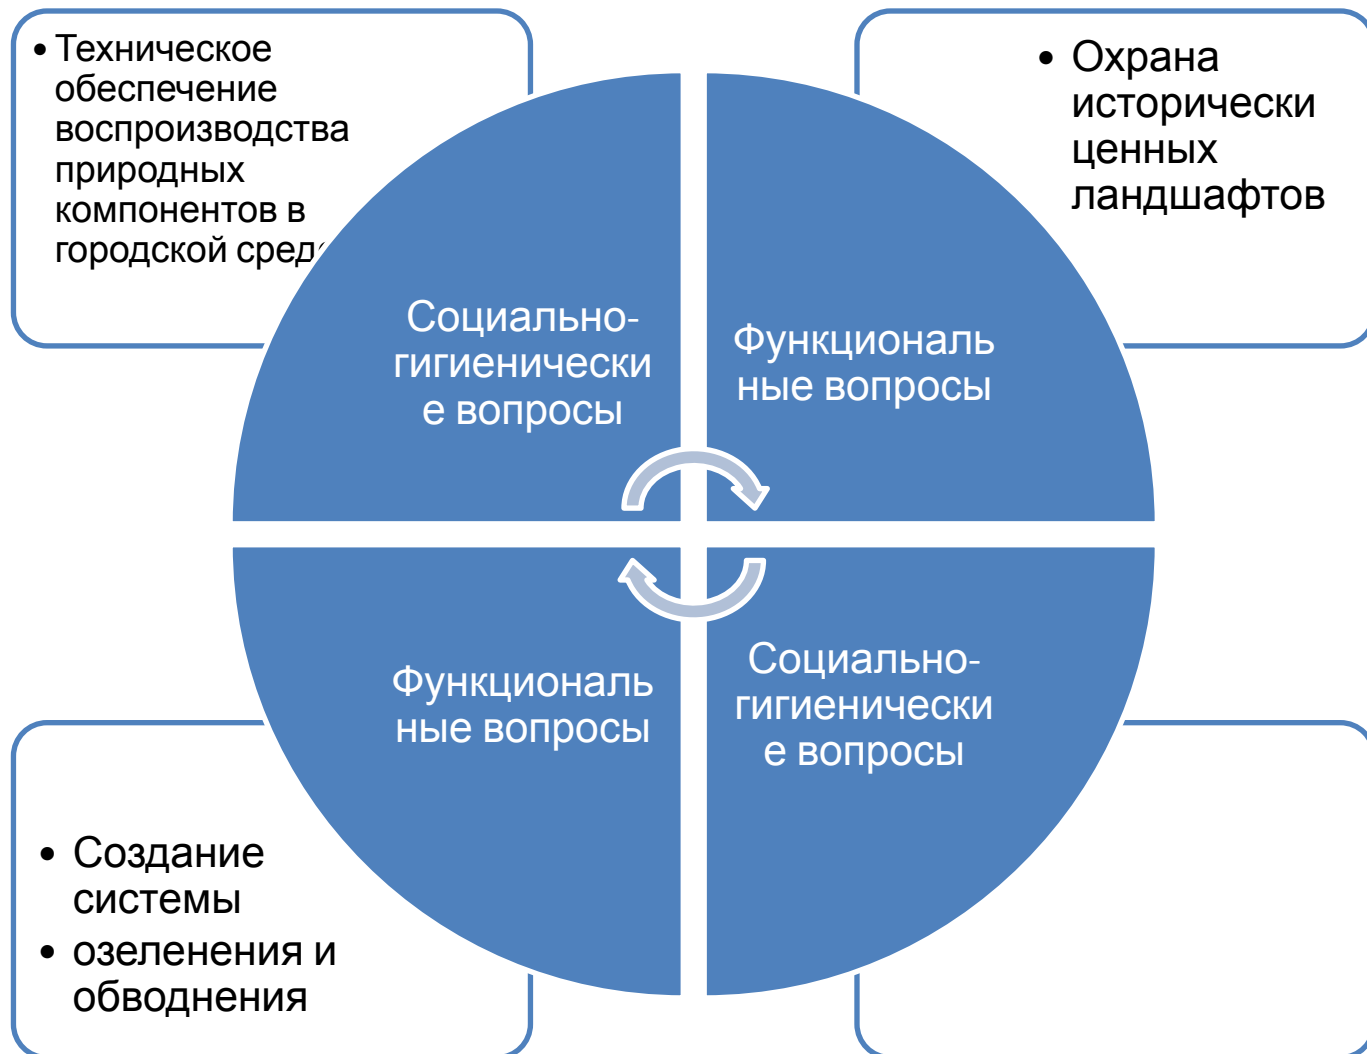 • Техническое
обеспечение
воспроизводства
природных
компонентов в
городской
• Охрана
исторически
ценных
ландшафтов
Социально-
гигиенически
е вопросы
Функциональ
ные вопросы
Функциональ
ные вопросы
Социально-
гигиенически
е вопросы
• Создание
системы
• озеленения и
обводнения